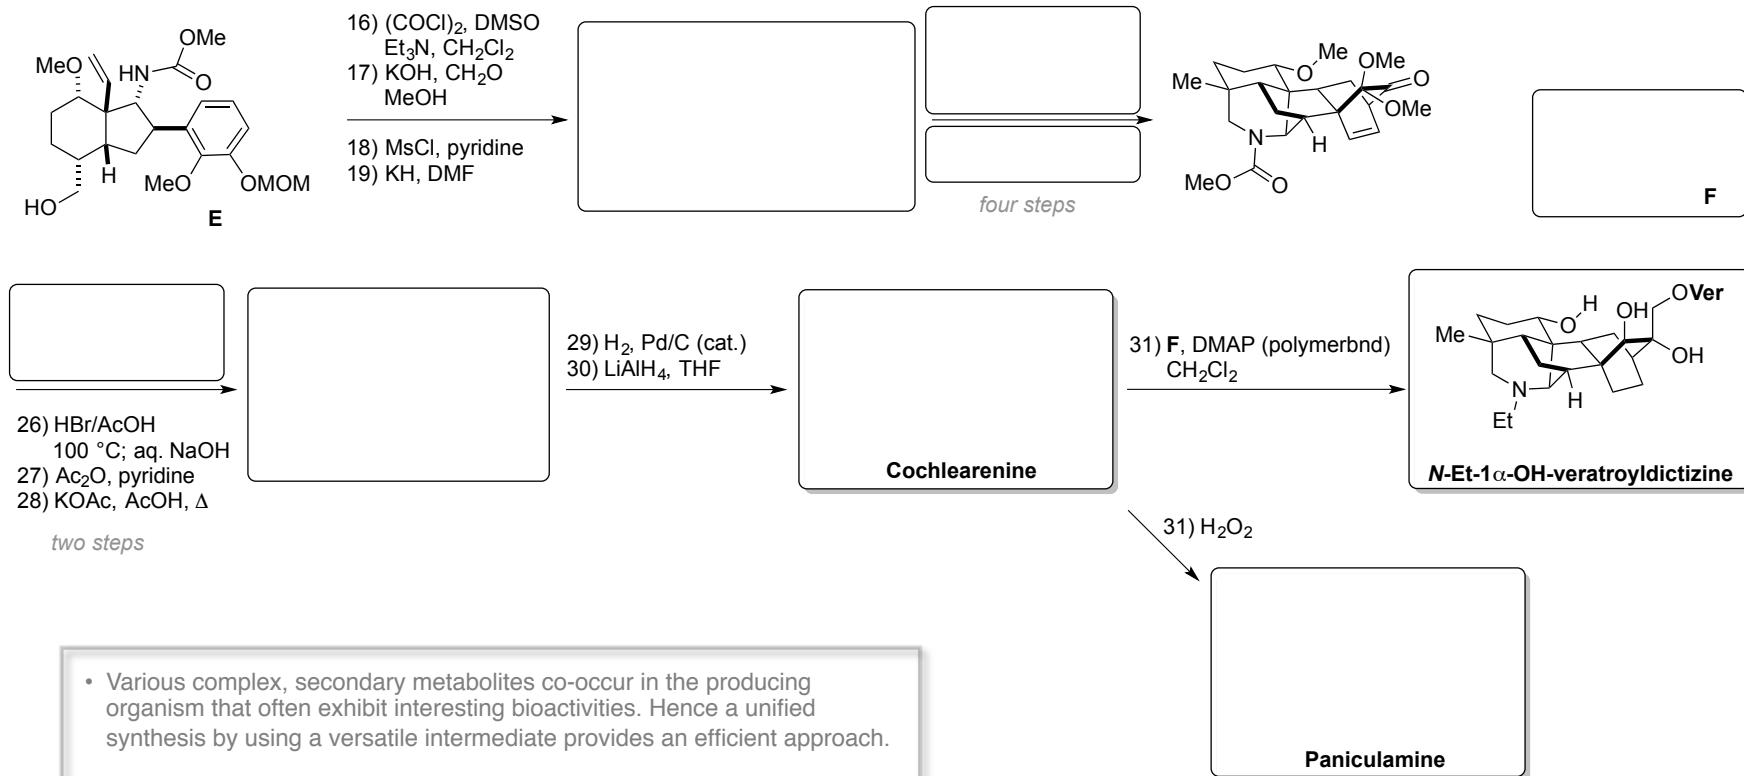 16) (COCl)2, DMSO
Et3N, CH2Cl2
17) KOH, CH2O
MeOH
18) MsCl, pyridine
19) KH, DMF
MeO
HN
OMe
O
H
MeO
OMOM
HO
E
four steps
Me
O
Me
OMe
O
OMe
N
H
MeO
O
F
26) HBr/AcOH
100 °C; aq. NaOH
27) Ac2O, pyridine
28) KOAc, AcOH, Δ
two steps
29) H2, Pd/C (cat.)
30) LiAlH4, THF
Cochlearenine
31) F, DMAP (polymerbnd)
CH2Cl2
Me
O
H
OH
OVer
OH
N
H
Et
N-Et-1α-OH-veratroyldictizine
31) H2O2
Paniculamine
• Various complex, secondary metabolites co-occur in the producing
organism that often exhibit interesting bioactivities. Hence a unified
synthesis by using a versatile intermediate provides an efficient approach.